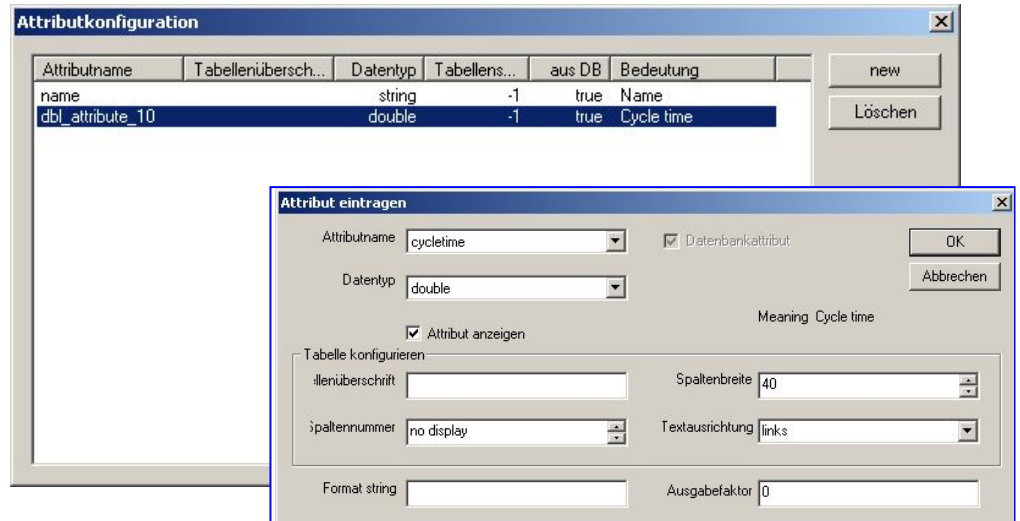 Attributkonfiguration
Attributname Tabellenübersch... Datentyp Tabellens... aus DB Bedeutung
new
name string -1 true Name
dbl_attribute_10 double -1 true Cycle time
Löschen
Attribut eintragen
Attributname cycletime Datenbankattribut OK
Datentyp double Abbrechen
Meaning Cycle time
Attribut anzeigen
Tabelle konfigurieren
llenüberschrift Spaltenbreite 40
Spaltennummer no display Textausrichtung links
Format string Ausgabefaktor 0